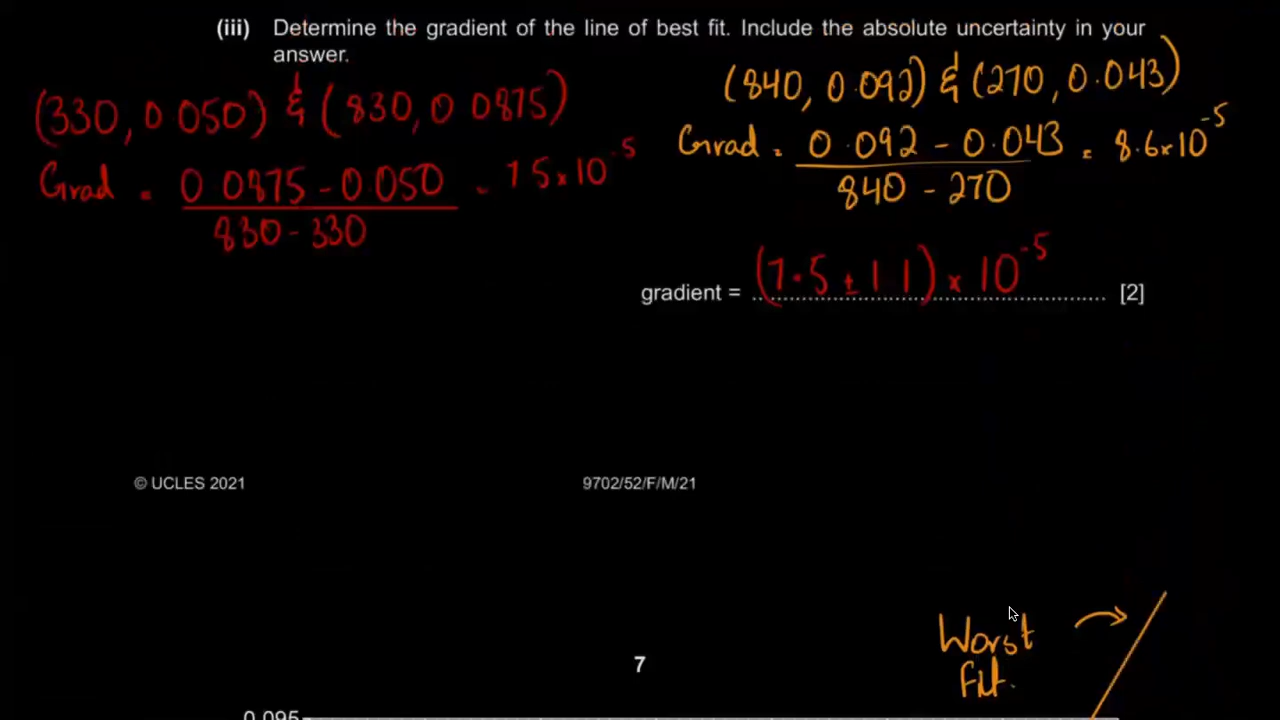 (iii) Determine the gradient of the line of best fit. Include the absolute uncertainty in your
answer.
(330, 0.050) & (830, 0.0875)
Grad = 0.0875 - 0.050 / 830 - 330 = 7.5 x 10^-5
(840, 0.092) & (270, 0.043)
Grad = 0.092 - 0.043 / 840 - 270 = 8.6 x 10^-5
gradient = (7.5 ± 1.1) x 10^-5 [2]
© UCLES 2021
9702/52/F/M/21
Worst
fit.
7
0.095